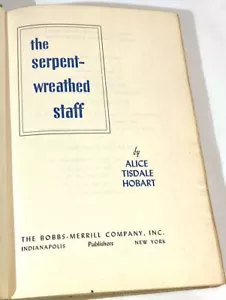 the
serpent-
wreathed
staff
by
ALICE
TISDALE
HOBART
THE BOBBS-MERRILL COMPANY, INC.
INDIANAPOLIS Publishers NEW YORK